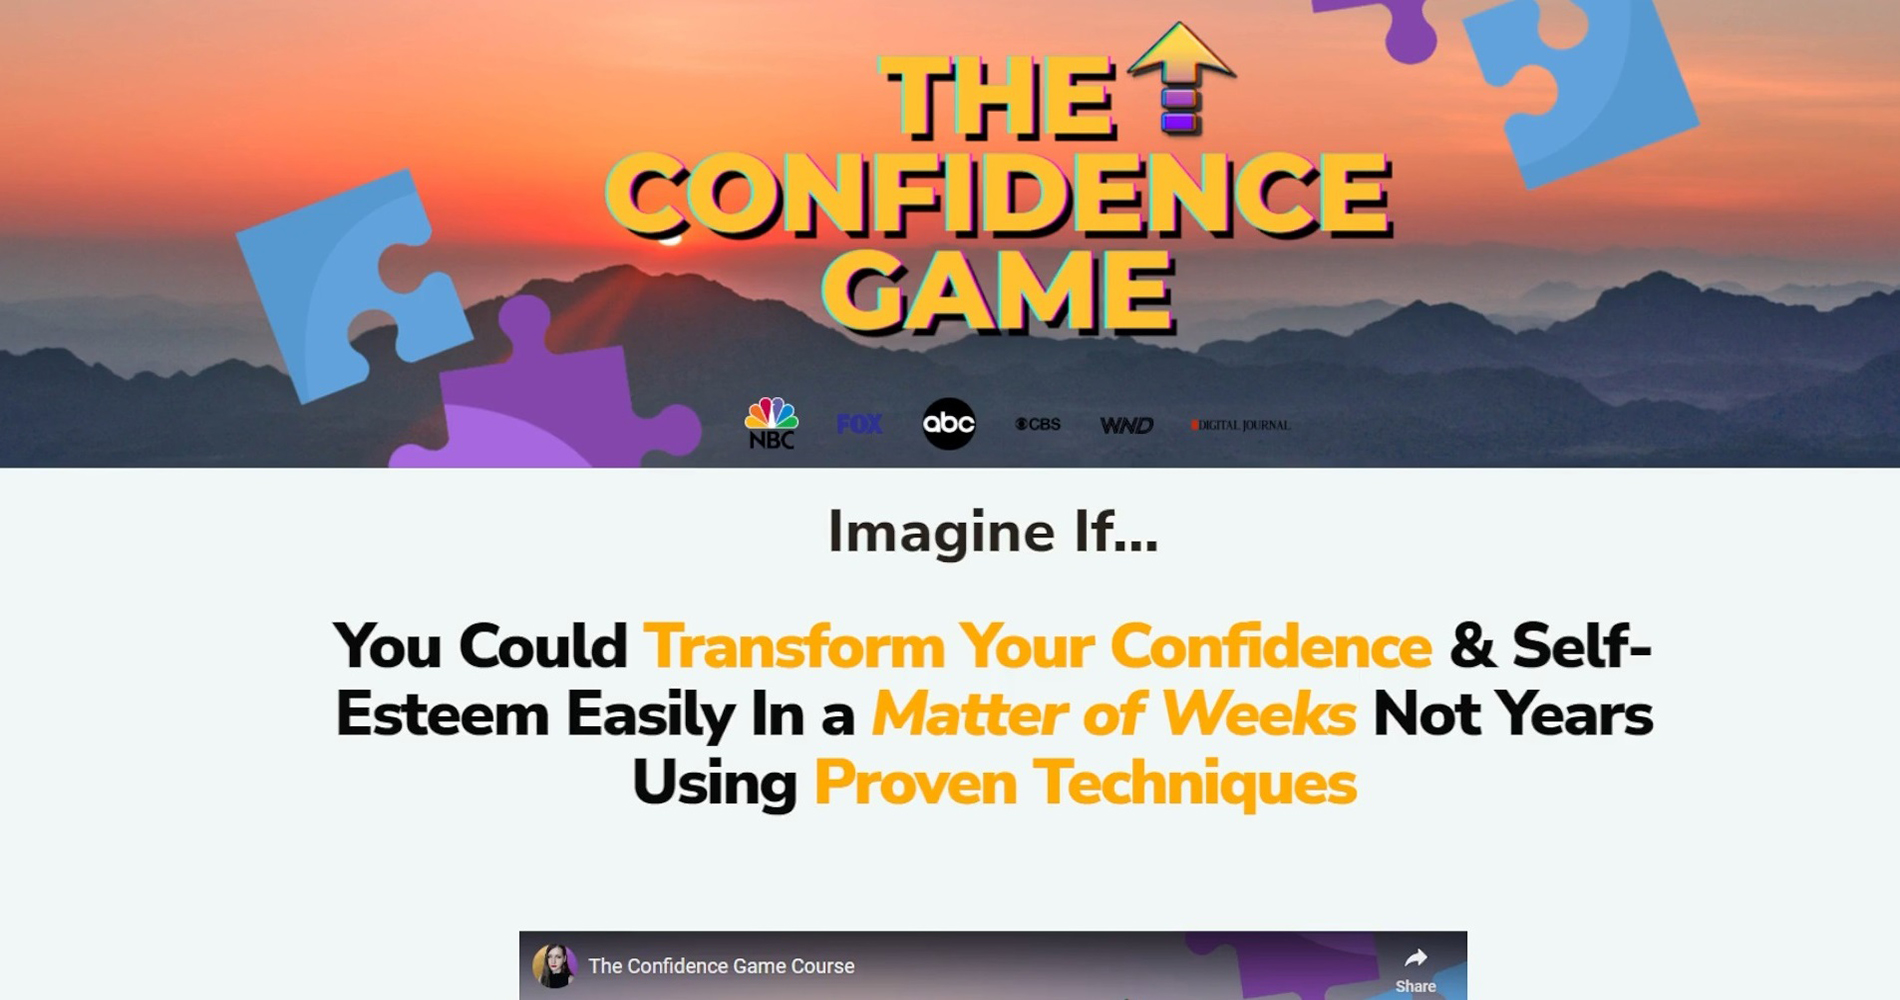 THE
CONFIDENCE
GAME
NBC
FOX
abc
CBS
WND
DIGITAL JOURNAL
Imagine If...
You Could Transform Your Confidence & Self-
Esteem Easily In a Matter of Weeks Not Years
Using Proven Techniques
The Confidence Game Course
Share